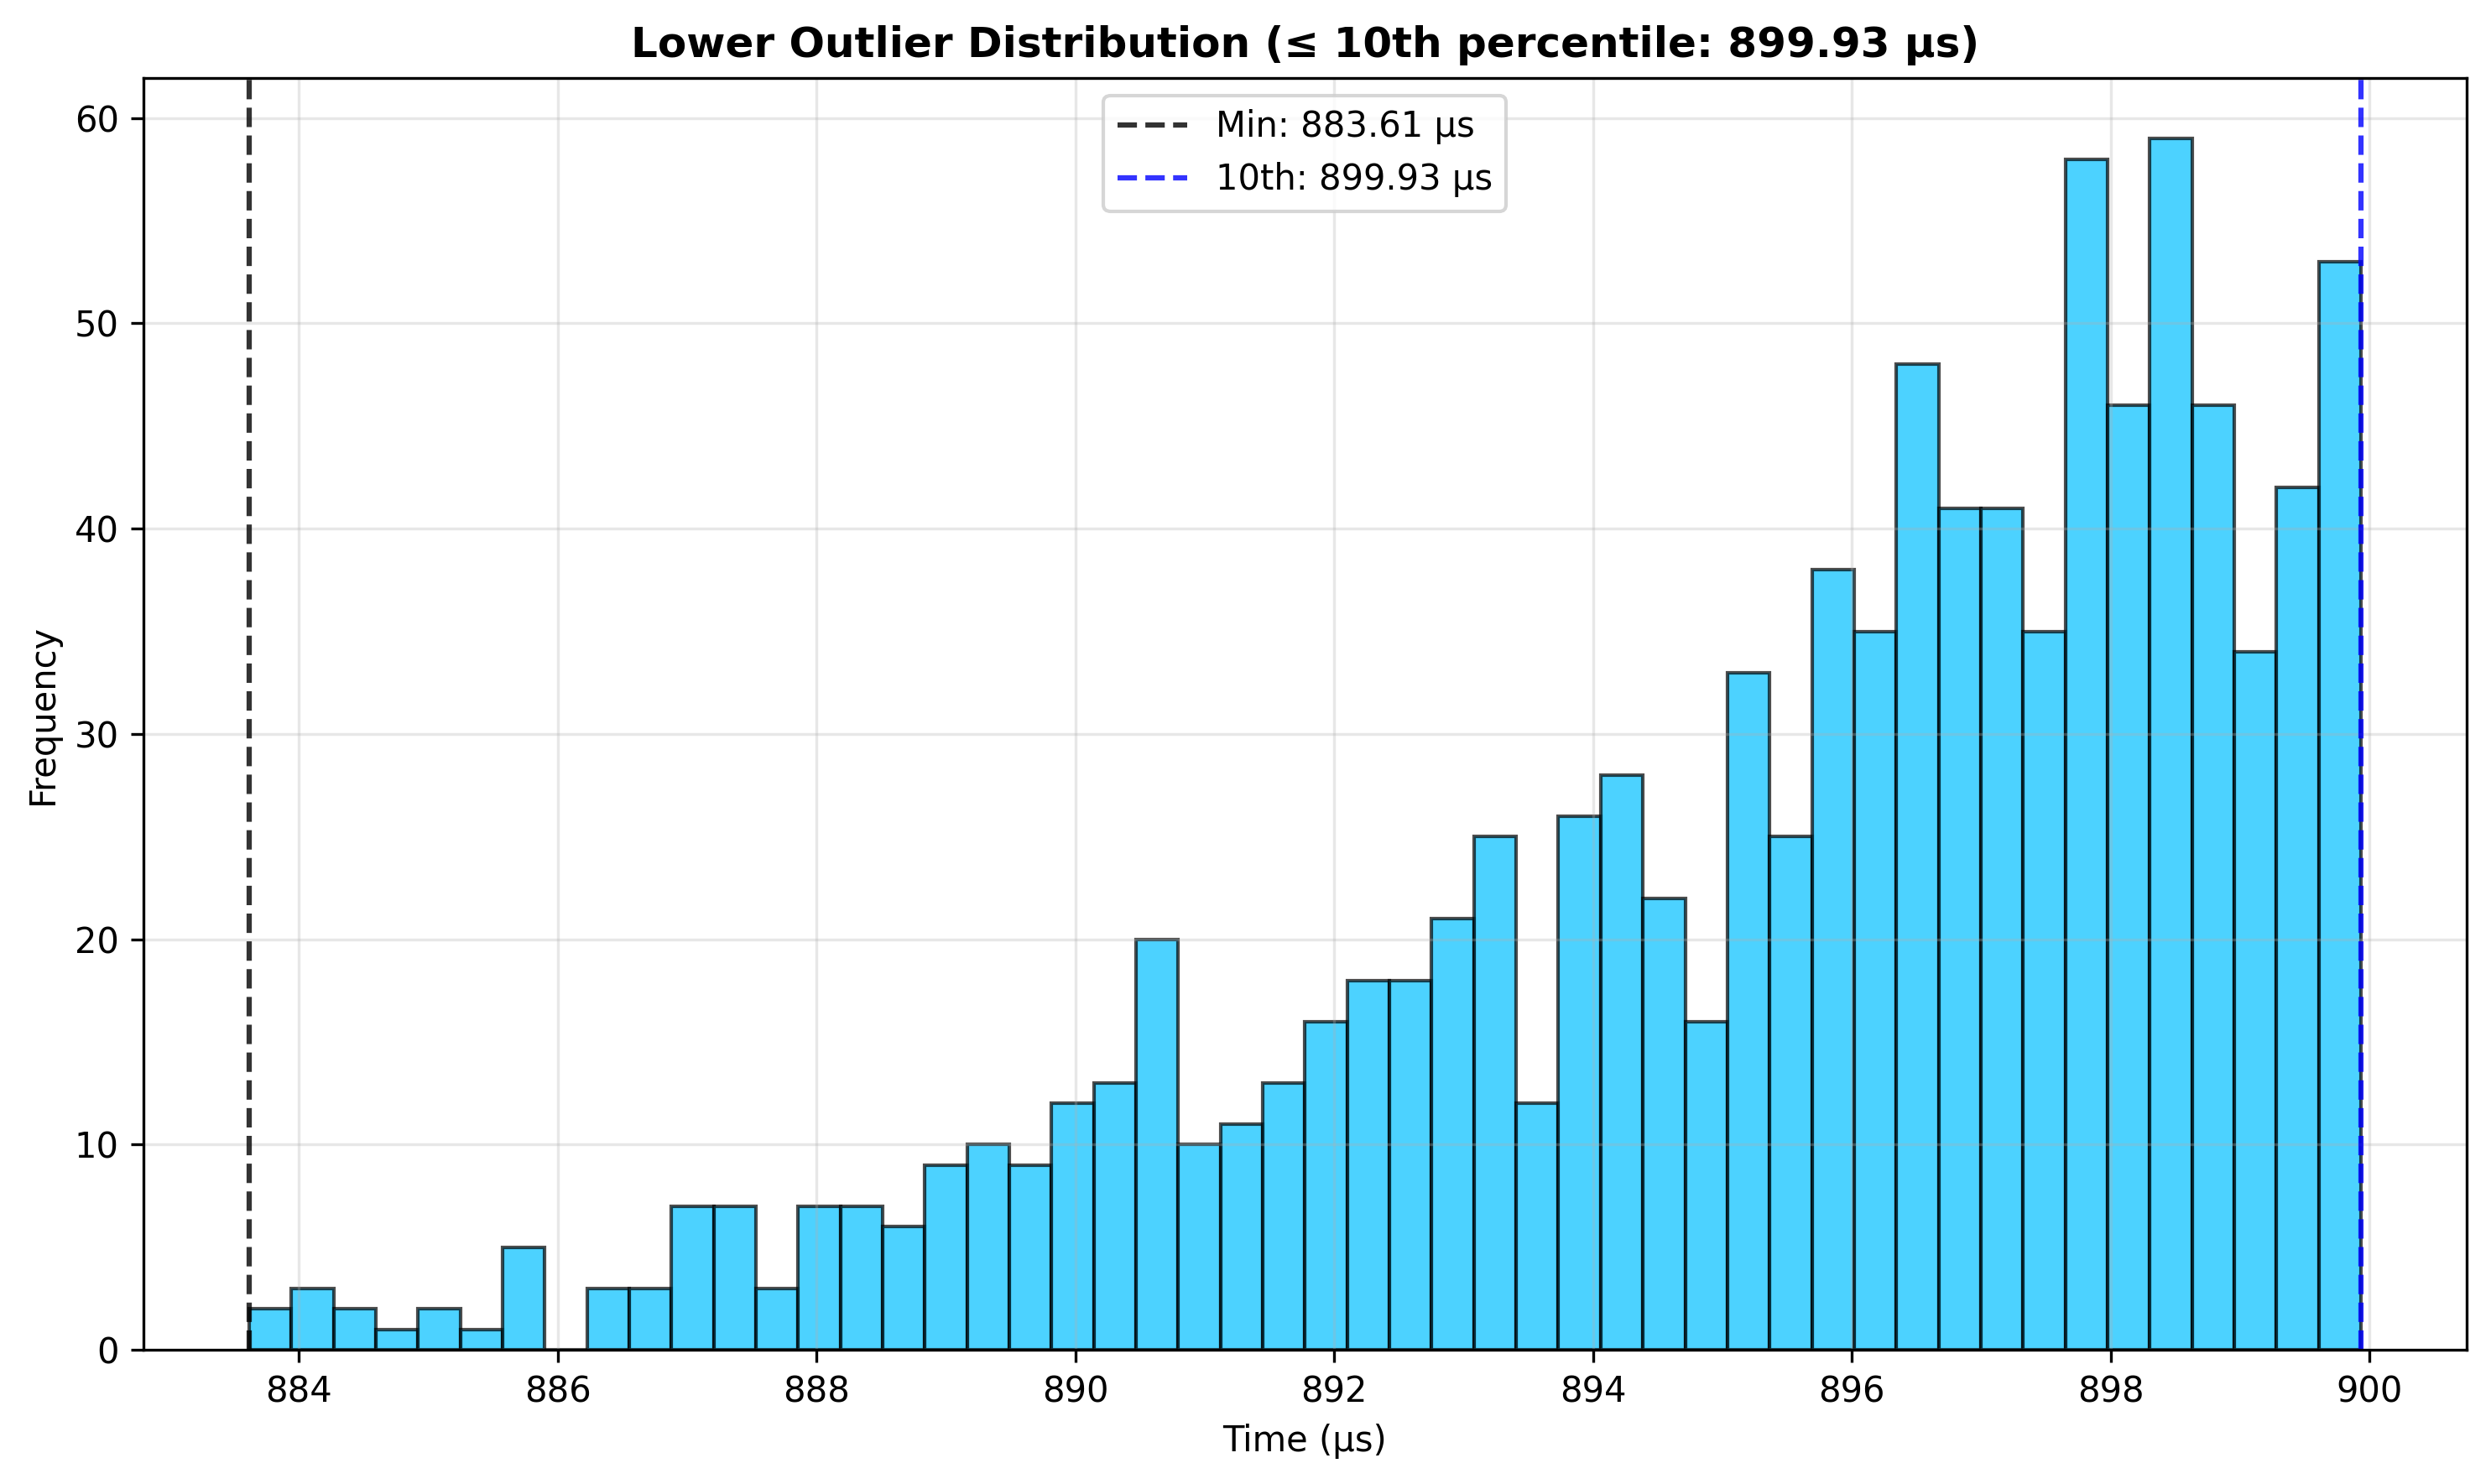 Lower Outlier Distribution (≤ 10th percentile: 899.93 µs)
Min: 883.61 µs
10th: 899.93 µs
60
50
40
30
20
10
0
Frequency
884 886 888 890 892 894 896 898 900
Time (µs)